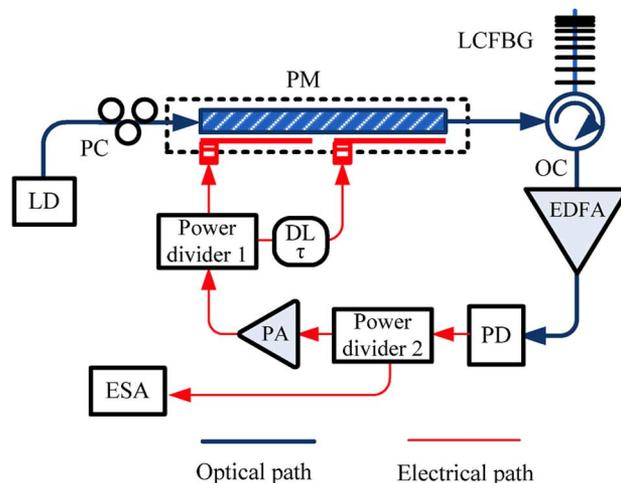 LCFBG
PM
PC
OC
LD
EDFA
Power
divider 1
DL
τ
PA
Power
divider 2
PD
ESA
Optical path
Electrical path